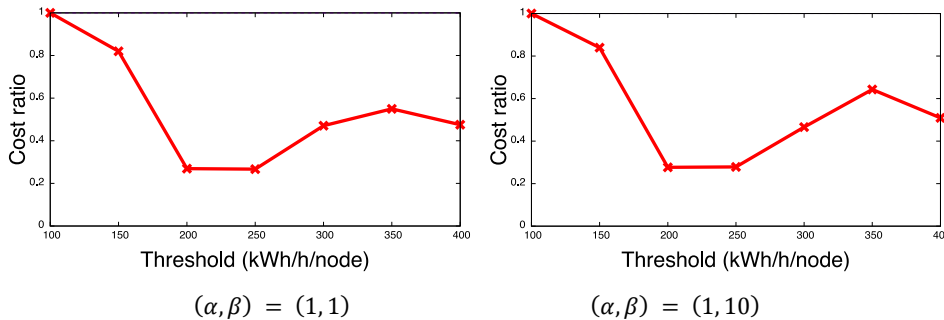 1
0.8
0.6
0.4
0.2
0
Cost ratio
100 150 200 250 300 350 400
Threshold (kWh/h/node)
(α, β) = (1, 1)
1
0.8
0.6
0.4
0.2
0
Cost ratio
100 150 200 250 300 350 40
Threshold (kWh/h/node)
(α, β) = (1, 10)